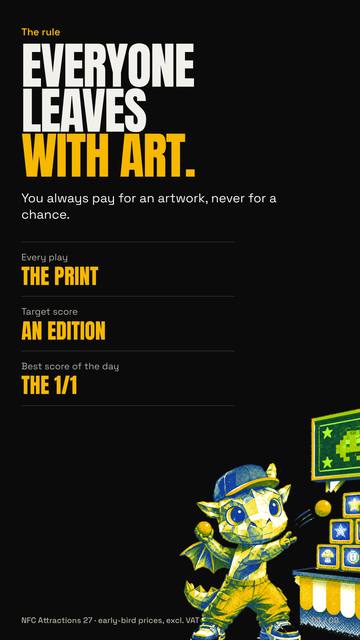 The rule
EVERYONE
LEAVES
WITH ART.
You always pay for an artwork, never for a
chance.
Every play
THE PRINT
Target score
AN EDITION
Best score of the day
THE 1/1
NFC Attractions 27 · early-bird prices, excl. VAT